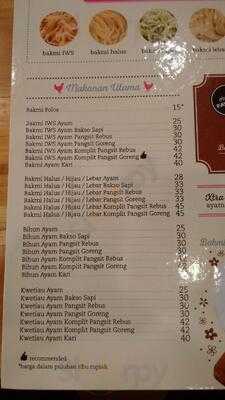 bakmi IWS bakmi halus bakmi hijau bakmi lebar
Makanan Utama
Bakmi Polos 15*
Bakmi IWS Ayam 25
Bakmi IWS Ayam Bakso Sapi 30
Bakmi IWS Ayam Pangsit Rebus 30
Bakmi IWS Ayam Pangsit Goreng 30
Bakmi IWS Ayam Komplit Pangsit Rebus 42
Bakmi IWS Ayam Komplit Pangsit Goreng 42
Bakmi Ayam Kari 40
Bakmi Halus / Hijau / Lebar Ayam 28
Bakmi Halus / Hijau / Lebar Bakso Sapi 33
Bakmi Halus / Hijau / Lebar Pangsit Rebus 33
Bakmi Halus / Hijau / Lebar Pangsit Goreng 33
Bakmi Halus / Hijau / Lebar Komplit Pangsit Rebus 45
Bakmi Halus / Hijau / Lebar Komplit Pangsit Goreng 45
Bihun Ayam 25
Bihun Ayam Bakso Sapi 30
Bihun Ayam Pangsit Rebus 30
Bihun Ayam Pangsit Goreng 30
Bihun Ayam Komplit Pangsit Rebus 42
Bihun Ayam Komplit Pangsit Goreng 42
Bihun Ayam Kari 40
Kwetiau Ayam 25
Kwetiau Ayam Bakso Sapi 30
Kwetiau Ayam Pangsit Rebus 30
Kwetiau Ayam Pangsit Goreng 30
Kwetiau Ayam Komplit Pangsit Rebus 42
Kwetiau Ayam Komplit Pangsit Goreng 42
Kwetiau Ayam Kari 40
recommended
*harga dalam puluhan ribu rupiah